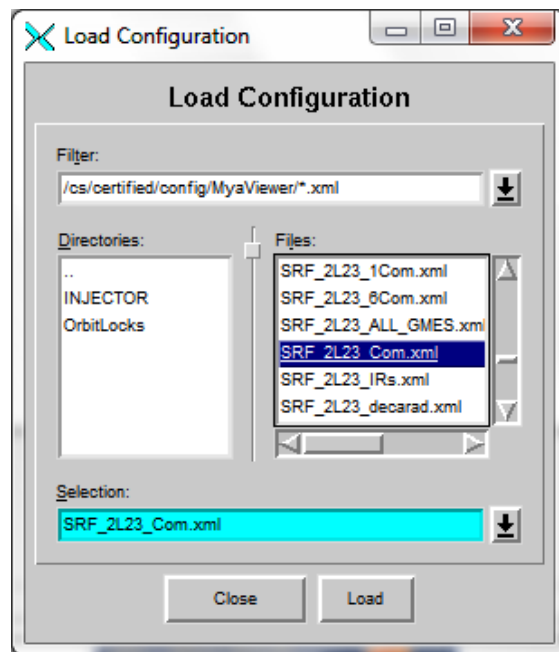 Load Configuration
Load Configuration
Filter:
/cs/certified/config/MyaViewer/*.xml
Directories:
..
INJECTOR
OrbitLocks
Files:
SRF_2L23_1Com.xml
SRF_2L23_6Com.xml
SRF_2L23_ALL_GMES.xml
SRF_2L23_Com.xml
SRF_2L23_IRs.xml
SRF_2L23_decarad.xml
Selection:
SRF_2L23_Com.xml
Close
Load